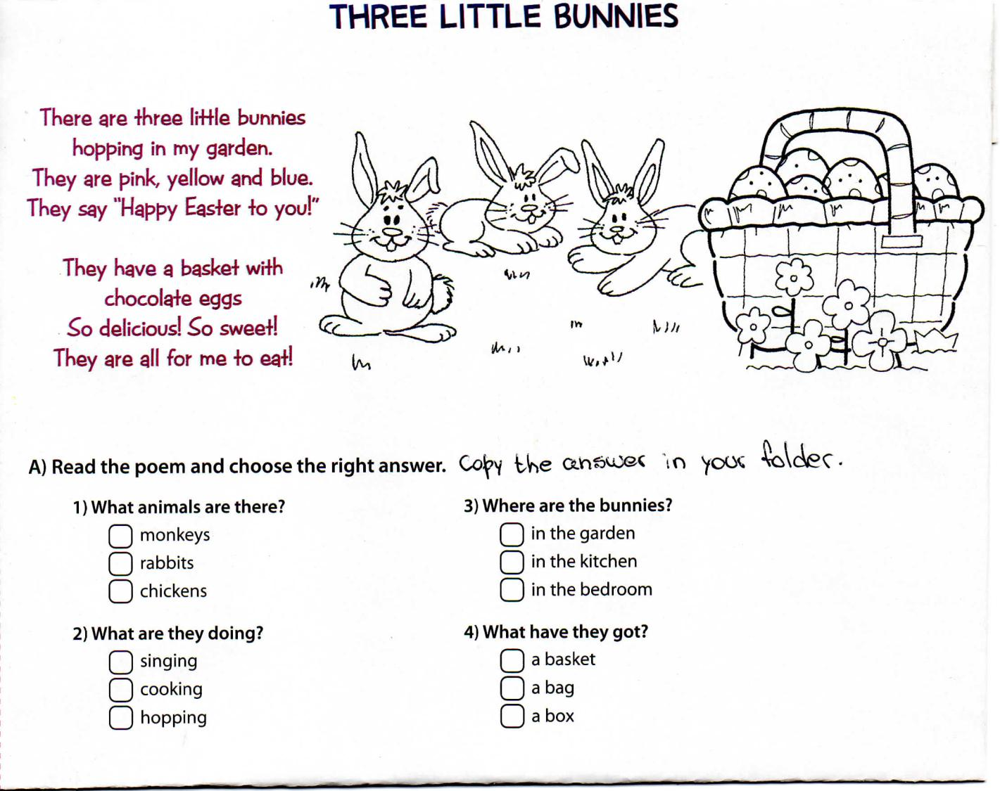 THREE LITTLE BUNNIES
There are three little bunnies
hopping in my garden.
They are pink, yellow and blue.
They say "Happy Easter to you!"
They have a basket with
chocolate eggs
So delicious! So sweet!
They are all for me to eat!
A) Read the poem and choose the right answer. Copy the answer in your folder.
1) What animals are there?
monkeys
rabbits
chickens
2) What are they doing?
singing
cooking
hopping
3) Where are the bunnies?
in the garden
in the kitchen
in the bedroom
4) What have they got?
a basket
a bag
a box